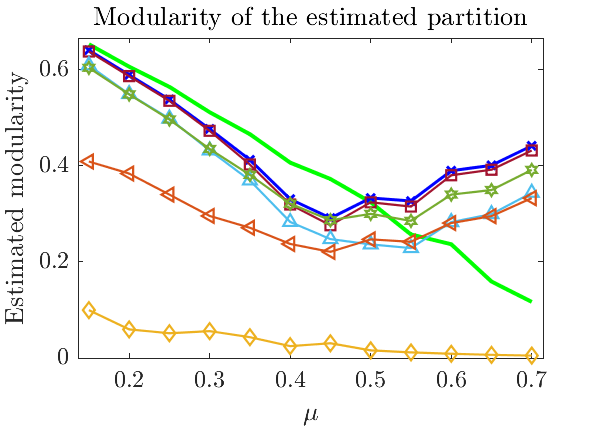 Modularity of the estimated partition
Estimated modularity
0.6
0.4
0.2
0
0.2 0.3 0.4 0.5 0.6 0.7
μ